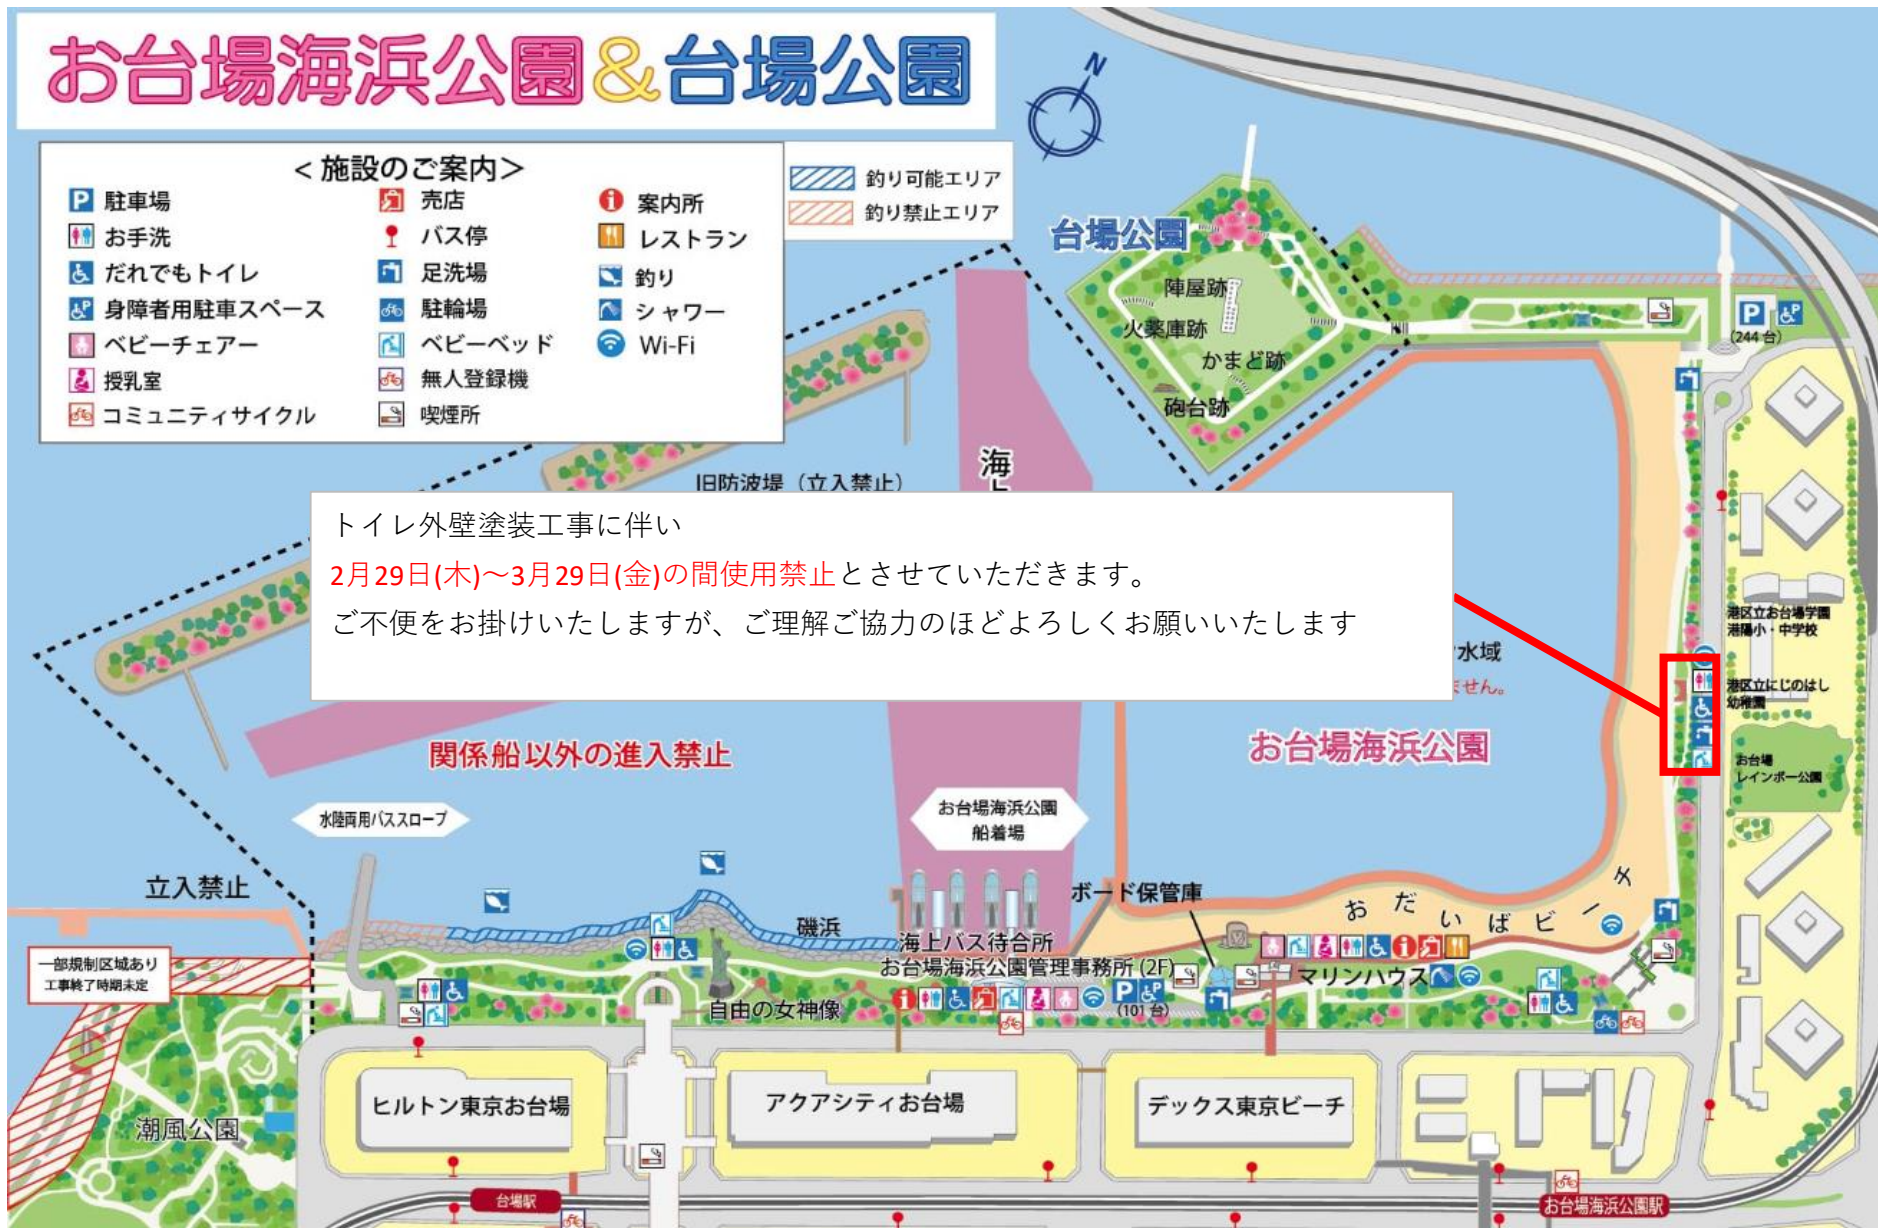 お台場海浜公園&台場公園
N
<施設のご案内>
P 駐車場
お手洗
だれでもトイレ
身障者用駐車スペース
ベビーチェアー
授乳室
コミュニティサイクル
売店
バス停
足洗場
駐輪場
ベビーベッド
無人登録機
喫煙所
案内所
レストラン
釣り
シャワー
Wi-Fi
釣り可能エリア
釣り禁止エリア
台場公園
陣屋跡
火薬庫跡
かまど跡
砲台跡
P
(244台)
旧防波堤（立入禁止）
海上
トイレ外壁塗装工事に伴い
2月29日(木)～3月29日(金)の間使用禁止とさせていただきます。
ご不便をお掛けいたしますが、ご理解ご協力のほどよろしくお願いいたします
水域
ません。
港区立お台場学園
港陽小・中学校
港区立にじのはし
幼稚園
お台場
レインボー公園
関係船以外の進入禁止
お台場海浜公園
水陸両用バススロープ
お台場海浜公園
船着場
立入禁止
磯浜
ボード保管庫
おだいばビーチ
海上バス待合所
お台場海浜公園管理事務所(2F)
マリンハウス
一部規制区域あり
工事終了時期未定
自由の女神像
P
(101台)
潮風公園
ヒルトン東京お台場
アクアシティお台場
デックス東京ビーチ
台場駅
お台場海浜公園駅